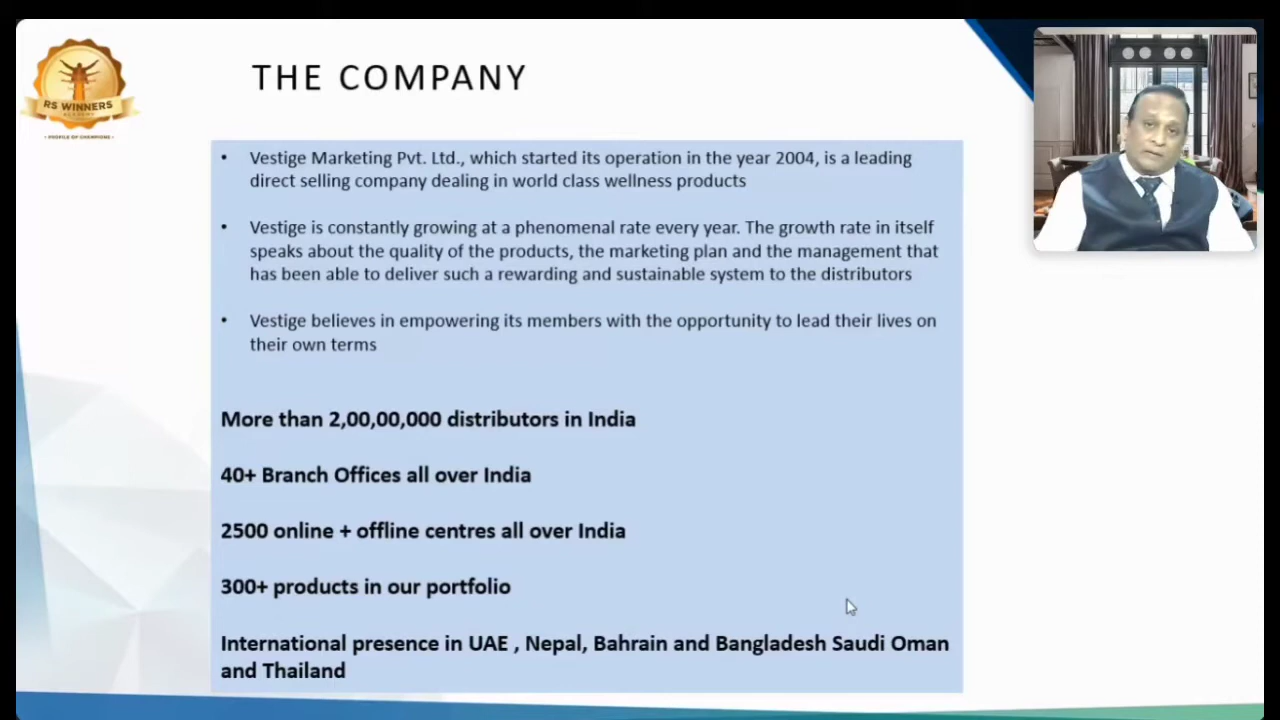 THE COMPANY
RS WINNERS
ACADEMY
• PROFILE OF CHAMPIONS •
• Vestige Marketing Pvt. Ltd., which started its operation in the year 2004, is a leading
direct selling company dealing in world class wellness products
• Vestige is constantly growing at a phenomenal rate every year. The growth rate in itself
speaks about the quality of the products, the marketing plan and the management that
has been able to deliver such a rewarding and sustainable system to the distributors
• Vestige believes in empowering its members with the opportunity to lead their lives on
their own terms
More than 2,00,00,000 distributors in India
40+ Branch Offices all over India
2500 online + offline centres all over India
300+ products in our portfolio
International presence in UAE , Nepal, Bahrain and Bangladesh Saudi Oman
and Thailand